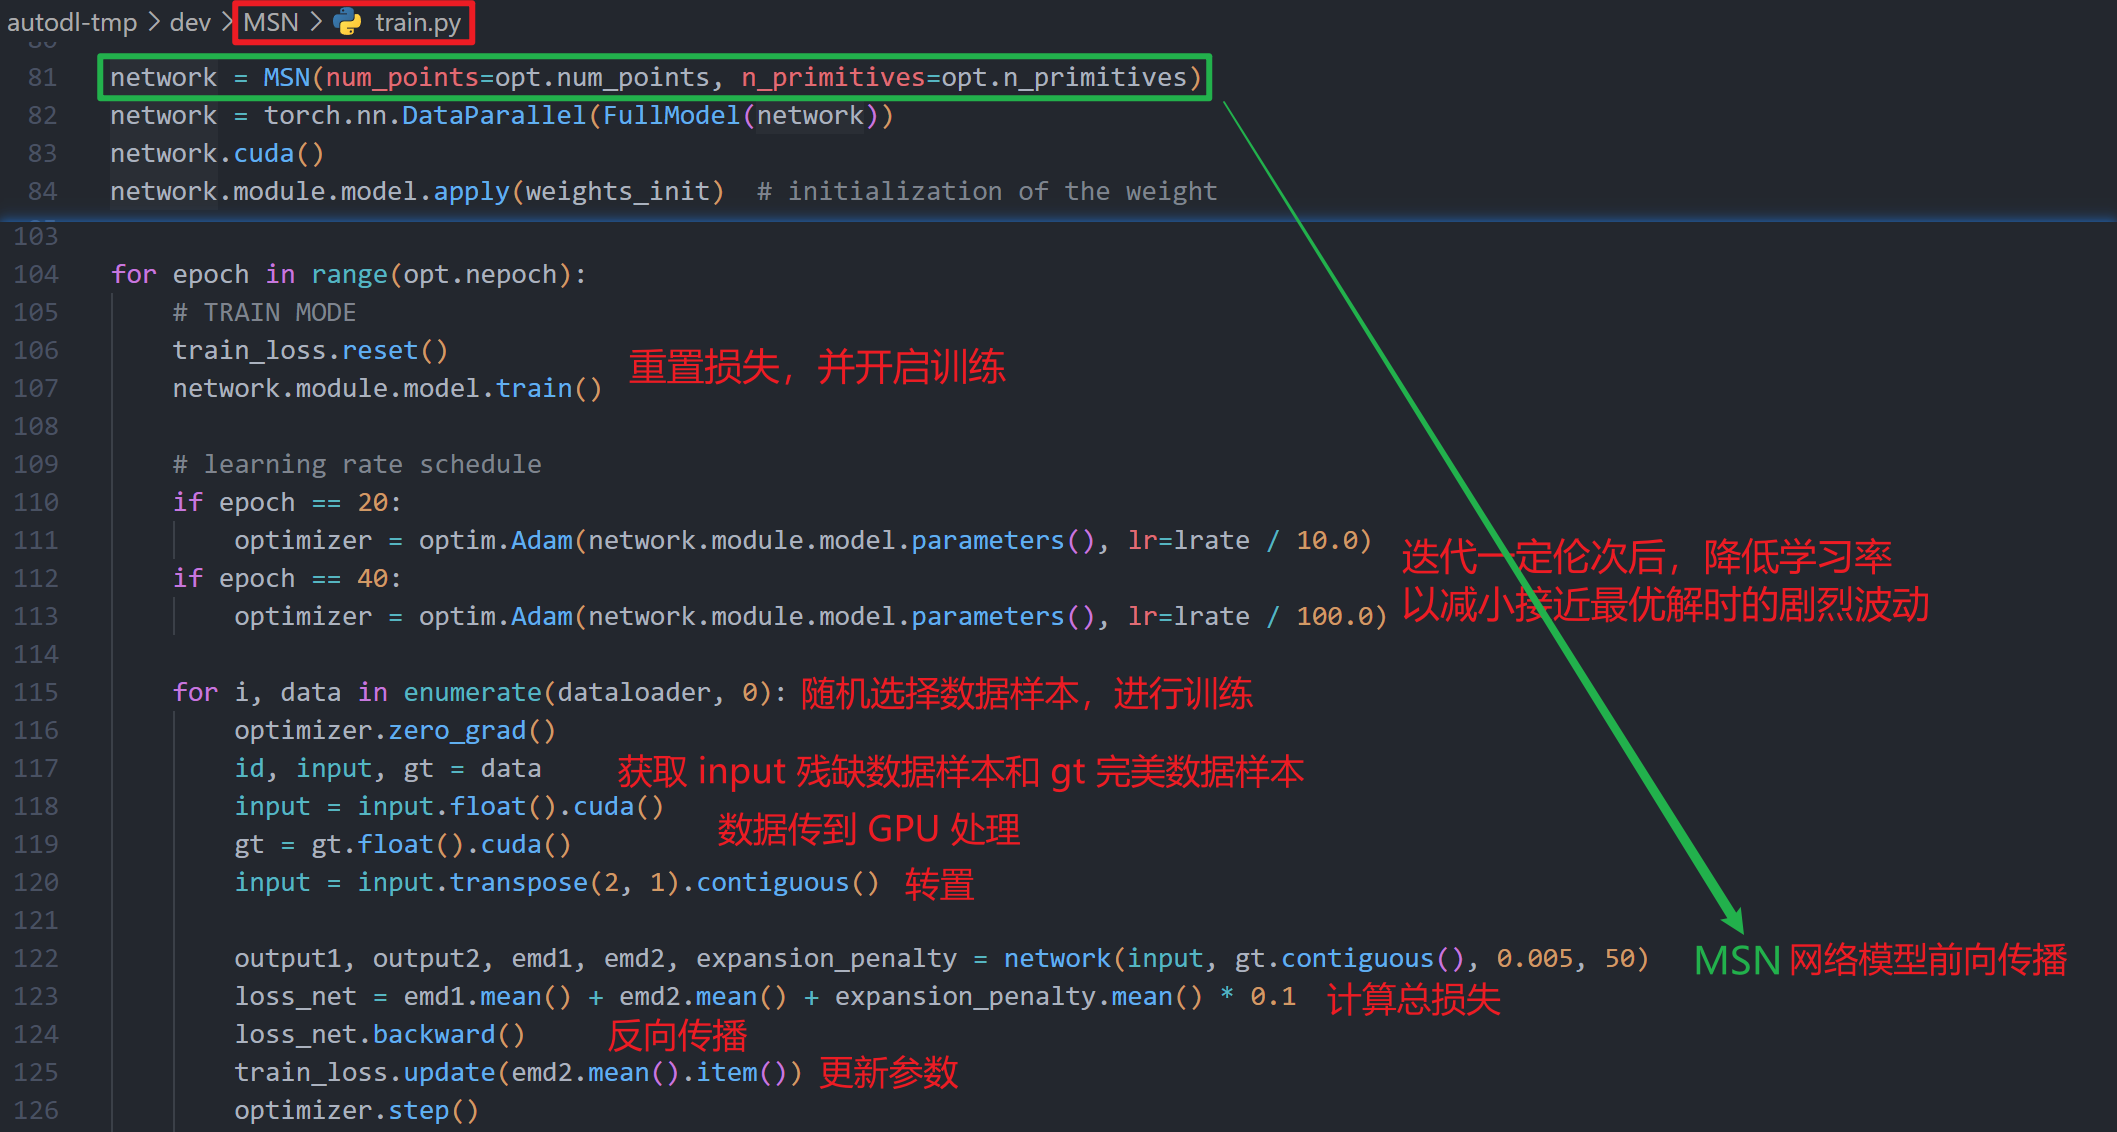 autodl-tmp > dev > MSN > train.py
80
81 network = MSN(num_points=opt.num_points, n_primitives=opt.n_primitives)
82 network = torch.nn.DataParallel(FullModel(network))
83 network.cuda()
84 network.module.model.apply(weights_init)  # initialization of the weight
103
104 for epoch in range(opt.nepoch):
105     # TRAIN MODE
106     train_loss.reset()
重置损失，并开启训练
107     network.module.model.train()
108
109     # learning rate schedule
110     if epoch == 20:
111         optimizer = optim.Adam(network.module.model.parameters(), lr=lrate / 10.0)
迭代一定伦次后，降低学习率
112     if epoch == 40:
113         optimizer = optim.Adam(network.module.model.parameters(), lr=lrate / 100.0)
以减小接近最优解时的剧烈波动
114
115     for i, data in enumerate(dataloader, 0): 随机选择数据样本，进行训练
116         optimizer.zero_grad()
117         id, input, gt = data 获取 input 残缺数据样本和 gt 完美数据样本
118         input = input.float().cuda()
数据传到 GPU 处理
119         gt = gt.float().cuda()
120         input = input.transpose(2, 1).contiguous() 转置
121
122         output1, output2, emd1, emd2, expansion_penalty = network(input, gt.contiguous(), 0.005, 50) MSN 网络模型前向传播
123         loss_net = emd1.mean() + emd2.mean() + expansion_penalty.mean() * 0.1 计算总损失
124         loss_net.backward() 反向传播
125         train_loss.update(emd2.mean().item()) 更新参数
126         optimizer.step()